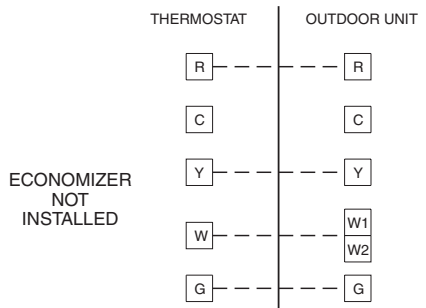 THERMOSTAT OUTDOOR UNIT
R R
C C
Y Y
ECONOMIZER
NOT
INSTALLED
W W1
W2
G G